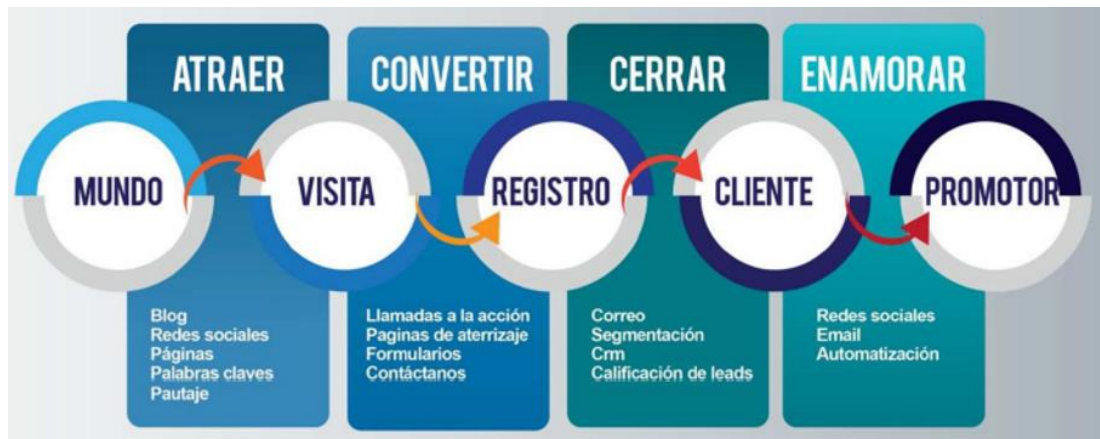 ATRAER
CONVERTIR
CERRAR
ENAMORAR
MUNDO
VISITA
REGISTRO
CLIENTE
PROMOTOR
Blog
Redes sociales
Páginas
Palabras claves
Pautaje
Llamadas a la acción
Paginas de aterrizaje
Formularios
Contáctanos
Correo
Segmentación
Crm
Calificación de leads
Redes sociales
Email
Automatización